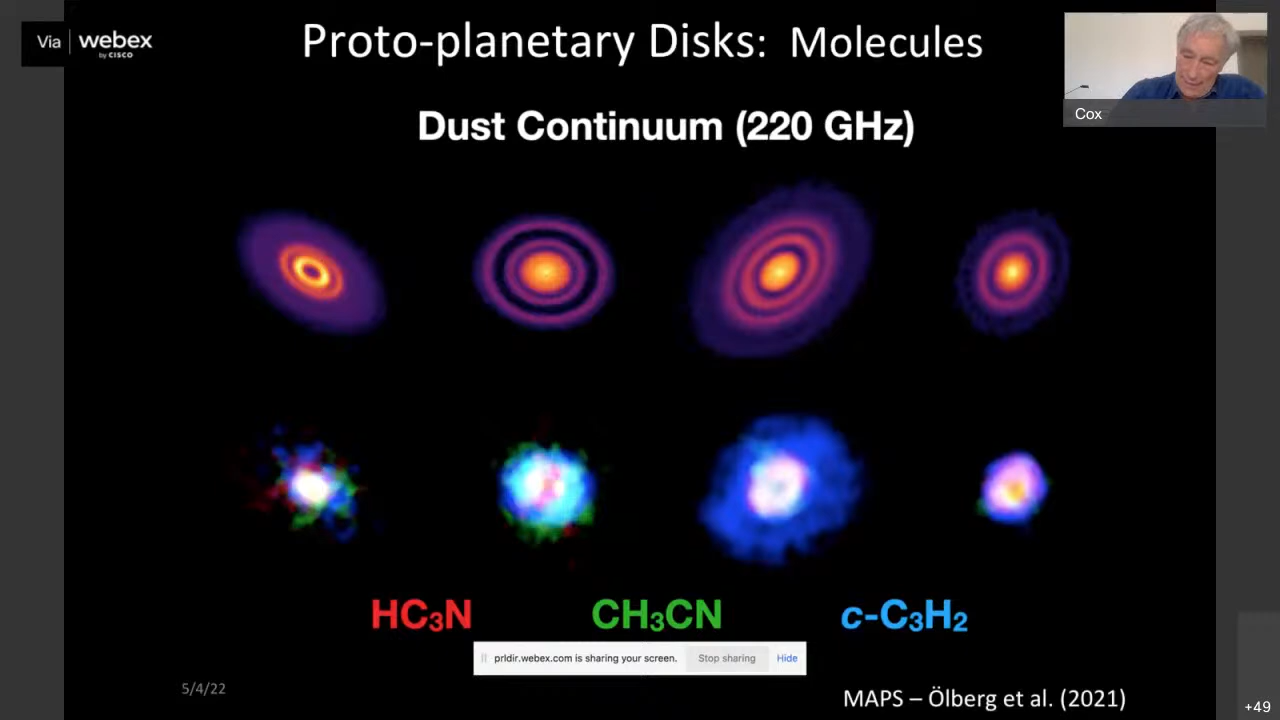 Via webex
by CISCO
Proto-planetary Disks: Molecules
Cox
Dust Continuum (220 GHz)
HC₃N CH₃CN c-C₃H₂
prldir.webex.com is sharing your screen. Stop sharing Hide
5/4/22
MAPS – Ölberg et al. (2021)
+49